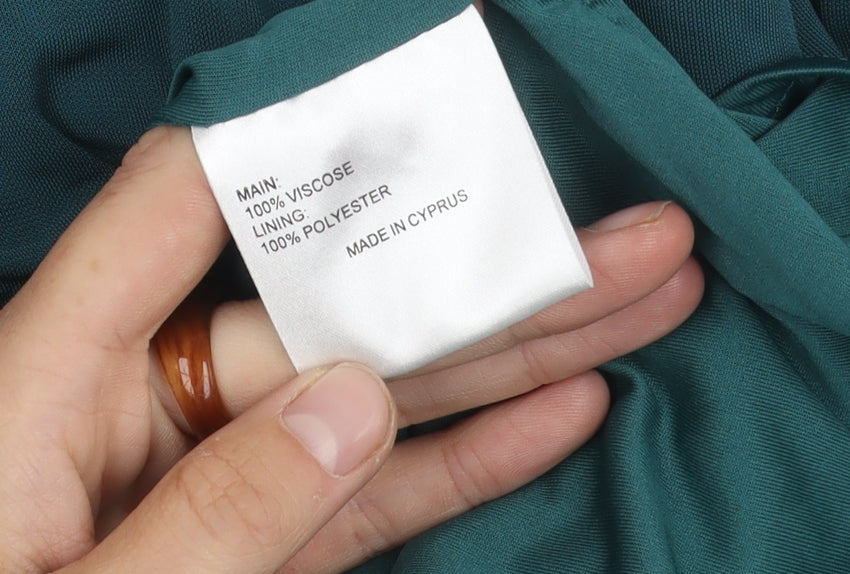 MAIN:
100% VISCOSE
LINING:
100% POLYESTER
MADE IN CYPRUS